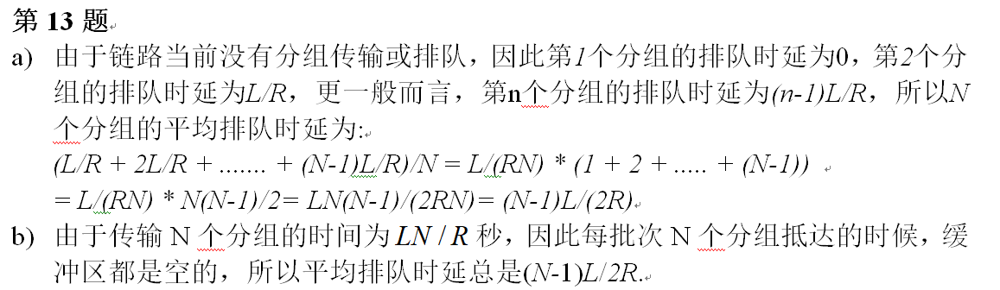 第 13 题
a) 由于链路当前没有分组传输或排队，因此第1个分组的排队时延为0，第2个分
组的排队时延为L/R，更一般而言，第n个分组的排队时延为(n-1)L/R，所以N
个分组的平均排队时延为:
(L/R + 2L/R + ....... + (N-1)L/R)/N = L/(RN) * (1 + 2 + ..... + (N-1))
= L/(RN) * N(N-1)/2= LN(N-1)/(2RN)= (N-1)L/(2R)
b) 由于传输 N 个分组的时间为 LN / R 秒，因此每批次 N 个分组抵达的时候，缓
冲区都是空的，所以平均排队时延总是(N-1)L/2R.